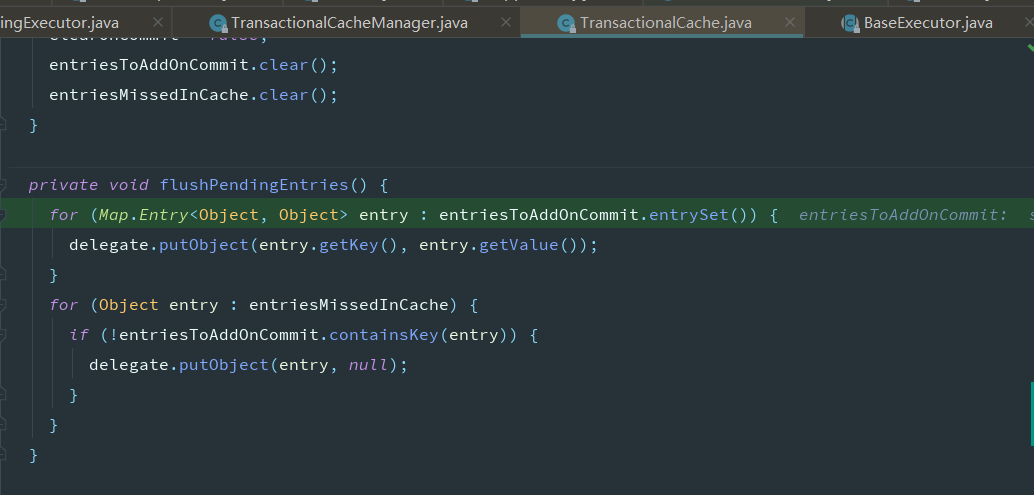 ingExecutor.java TransactionalCacheManager.java TransactionalCache.java BaseExecutor.java
entriesToAddOnCommit.clear();
entriesMissedInCache.clear();
}
private void flushPendingEntries() {
for (Map.Entry<Object, Object> entry : entriesToAddOnCommit.entrySet()) { entriesToAddOnCommit:
delegate.putObject(entry.getKey(), entry.getValue());
}
for (Object entry : entriesMissedInCache) {
if (!entriesToAddOnCommit.containsKey(entry)) {
delegate.putObject(entry, null);
}
}
}